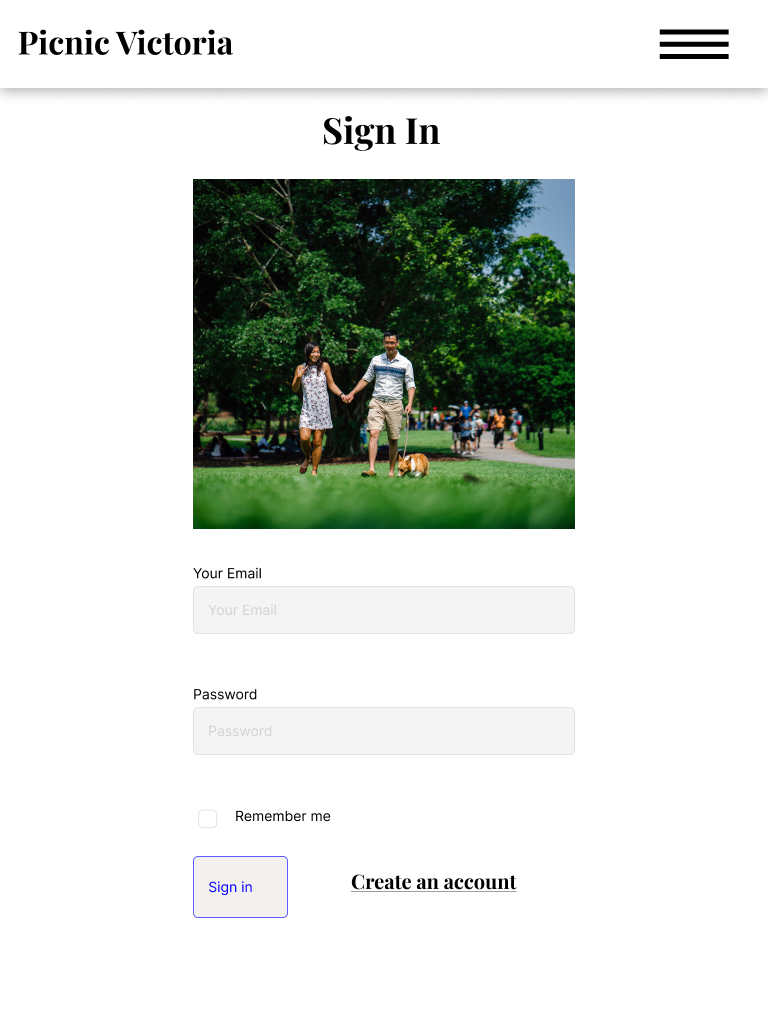 Picnic Victoria
Sign In
Your Email
Your Email
Password
Password
Remember me
Sign in
Create an account